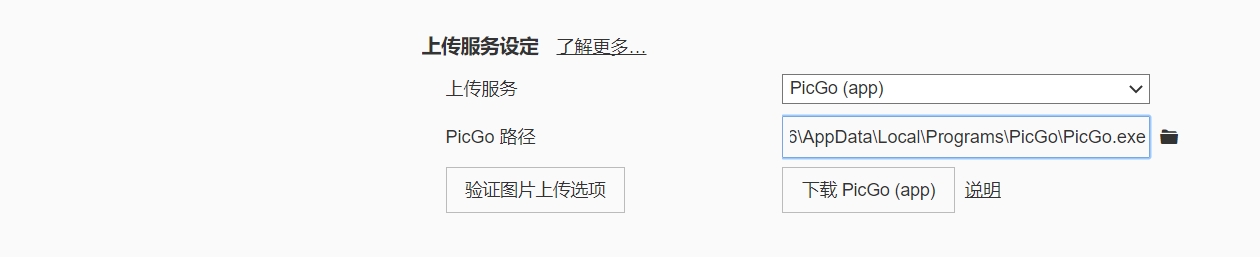 上传服务设定 了解更多...
上传服务 PicGo (app)
PicGo 路径 6\AppData\Local\Programs\PicGo\PicGo.exe
验证图片上传选项 下载 PicGo (app) 说明